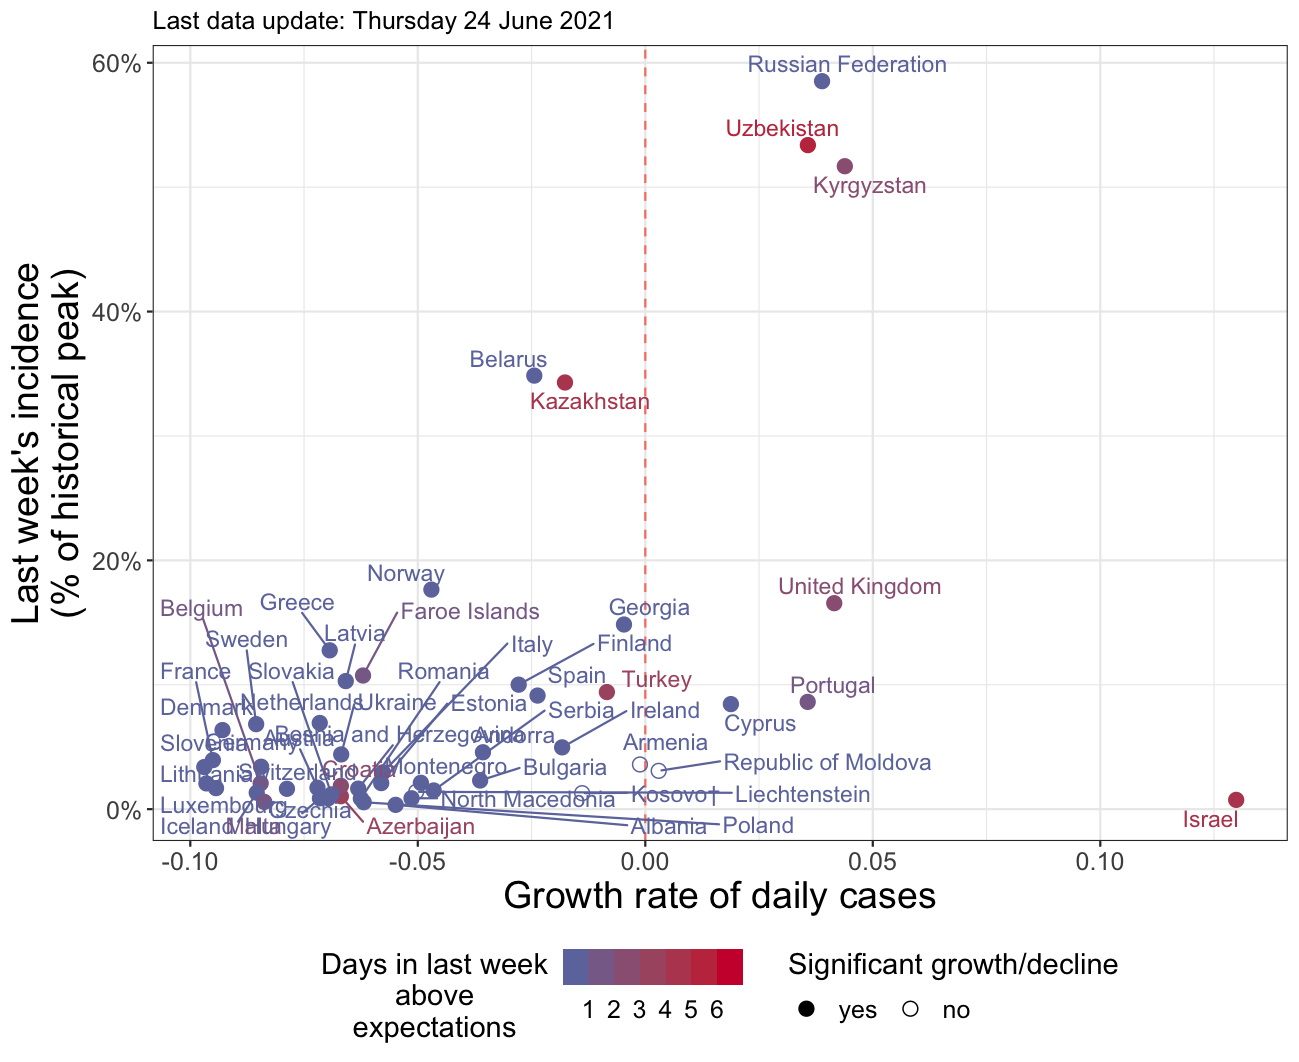 Last data update: Thursday 24 June 2021
60%
40%
20%
0%
Last week's incidence
(% of historical peak)
Russian Federation
Uzbekistan
Kyrgyzstan
Belarus
Kazakhstan
Norway
United Kingdom
Belgium
Greece
Faroe Islands
Georgia
Sweden
Latvia
Italy
Finland
France
Slovakia
Romania
Spain
Turkey
Portugal
Denmark
Netherlands
Ukraine
Estonia
Serbia
Ireland
Cyprus
Slovenia
Germany
Austria
Bosnia and Herzegovina
Andorra
Armenia
Lithuania
Switzerland
Croatia
Montenegro
Bulgaria
Republic of Moldova
Luxembourg
Czechia
North Macedonia
Kosovo†
Liechtenstein
Iceland
Malta
Hungary
Azerbaijan
Albania
Poland
Israel
-0.10
-0.05
0.00
0.05
0.10
Growth rate of daily cases
Days in last week
above
expectations
1 2 3 4 5 6
Significant growth/decline
yes
no